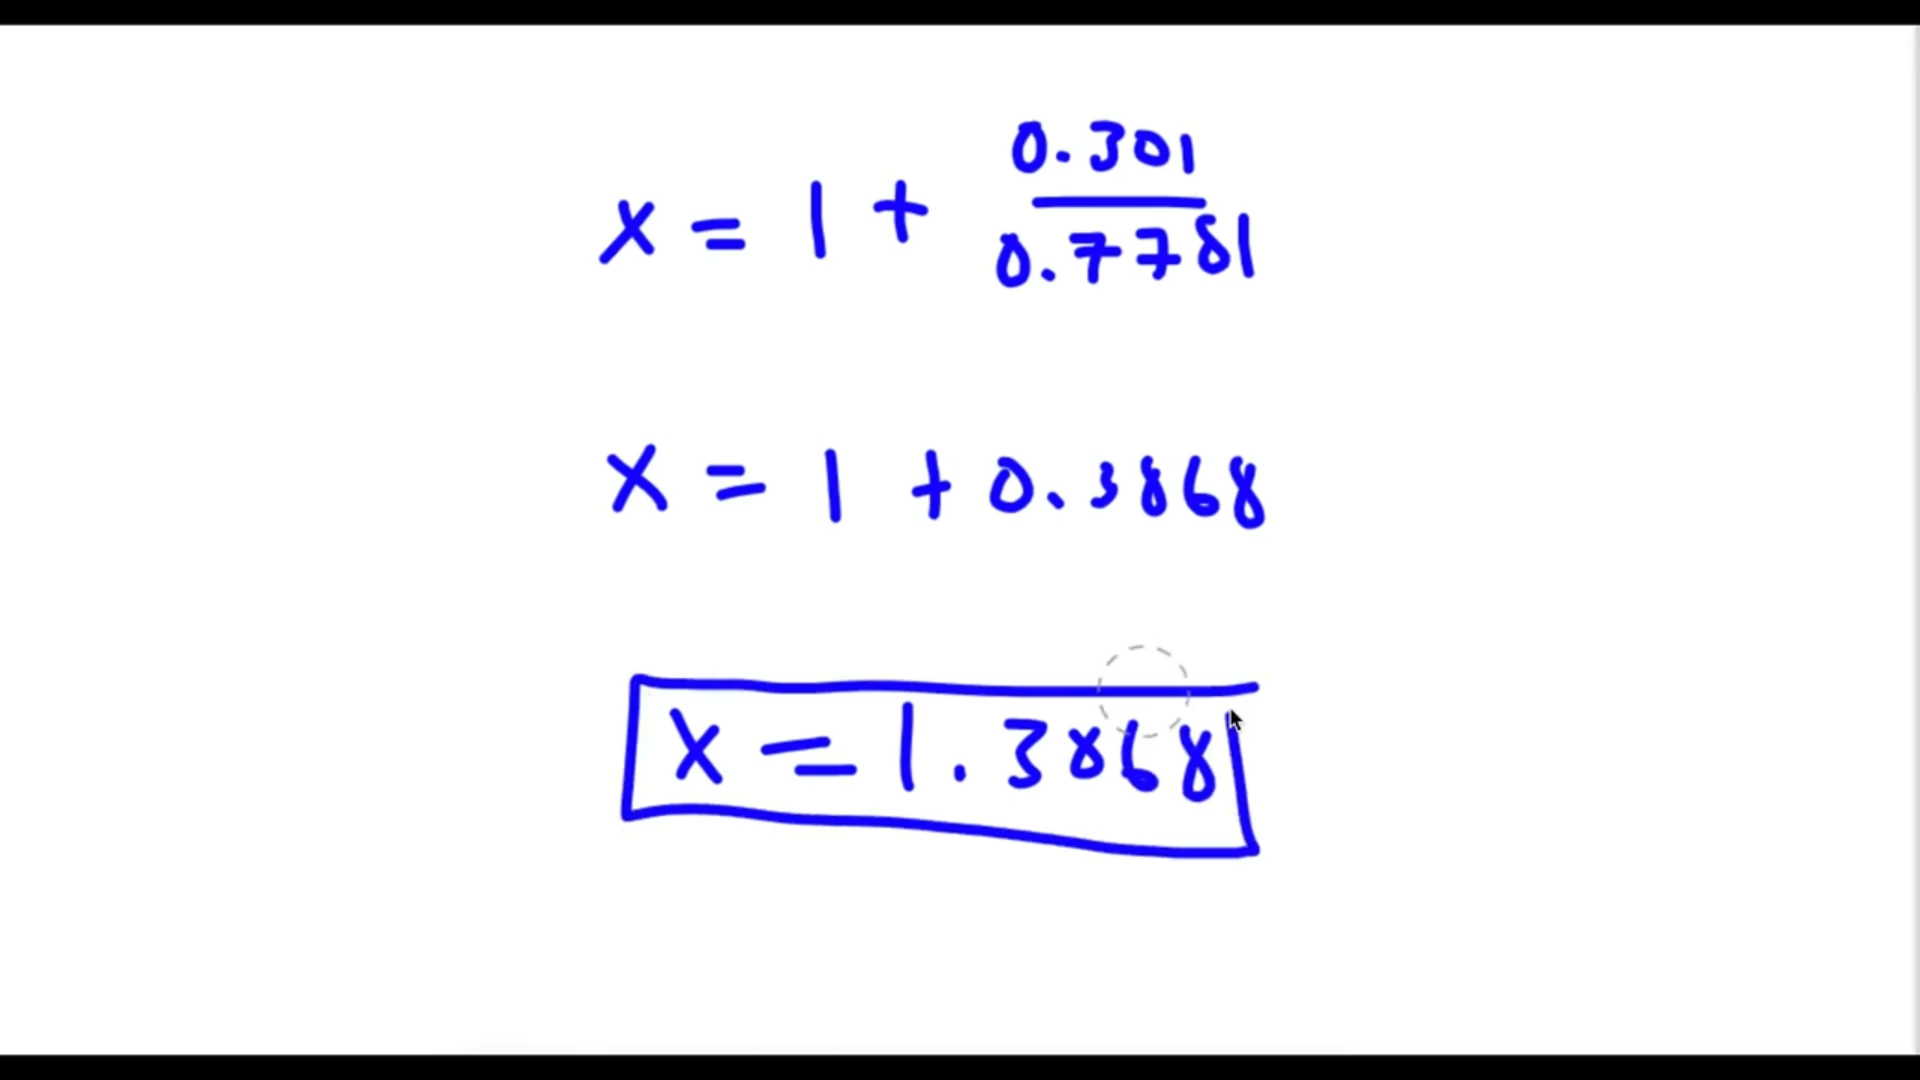 x = 1 + 0.301/0.7781
x = 1 + 0.3868
x = 1.3868